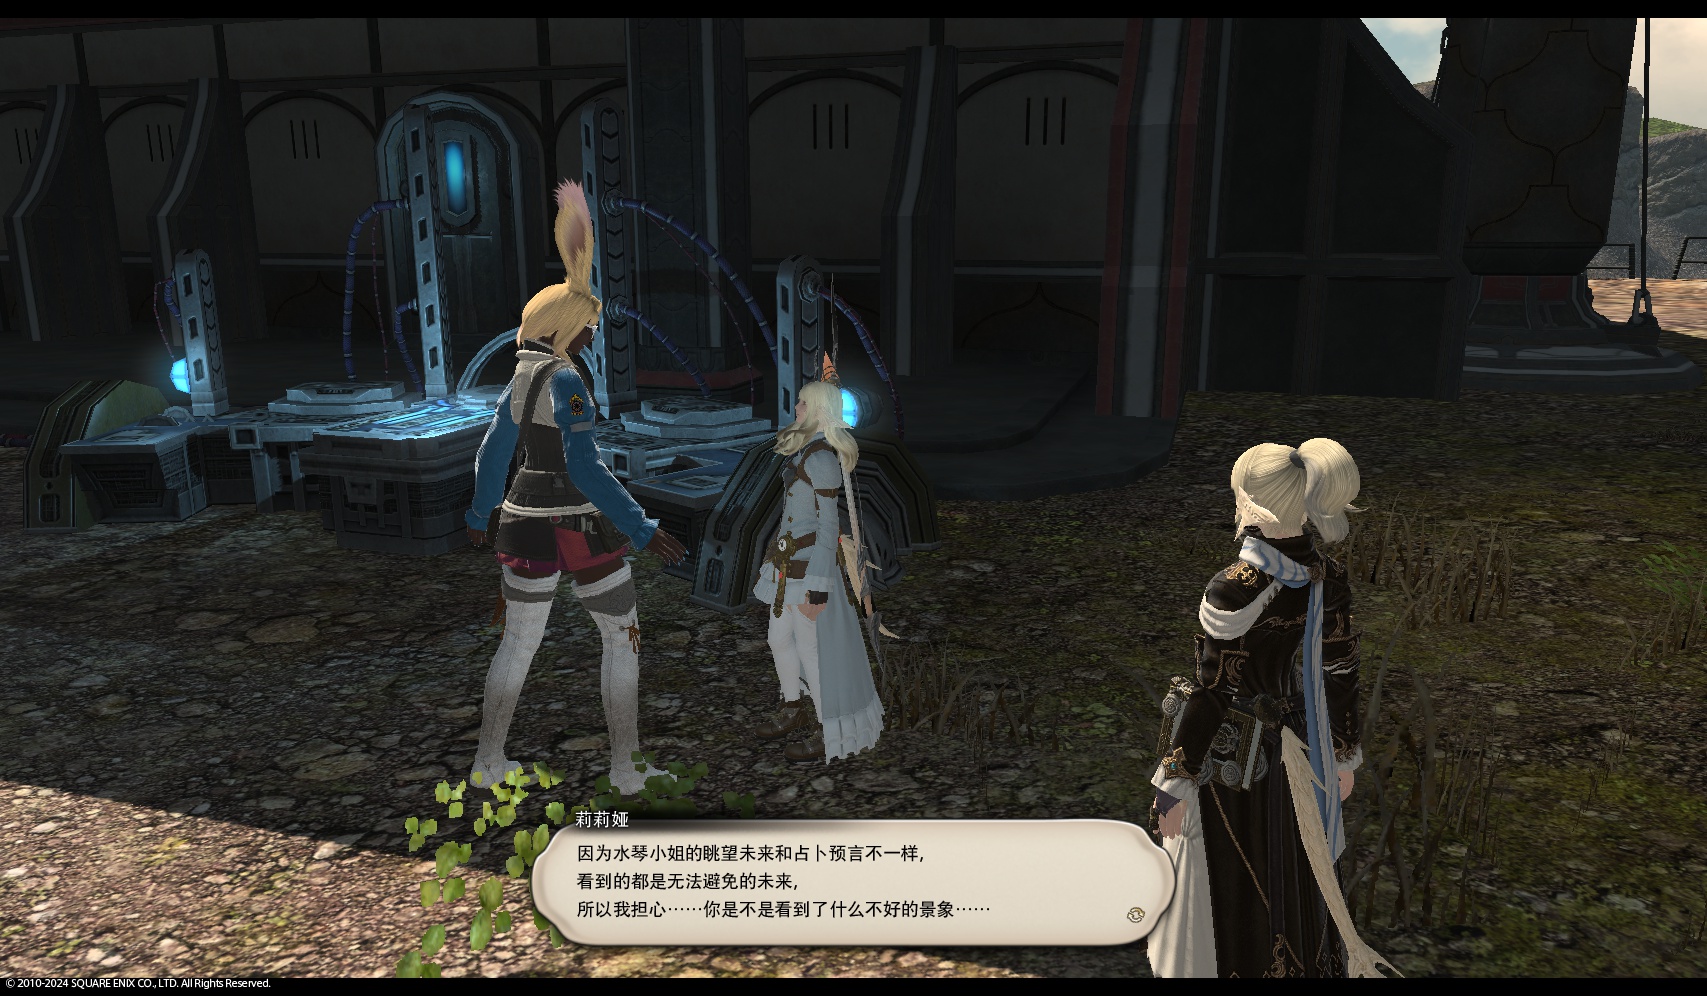 莉莉娅
因为水琴小姐的眺望未来和占卜预言不一样,
看到的都是无法避免的未来,
所以我担心⋯⋯你是不是看到了什么不好的景象⋯⋯
© 2010-2024 SQUARE ENIX CO., LTD. All Rights Reserved.